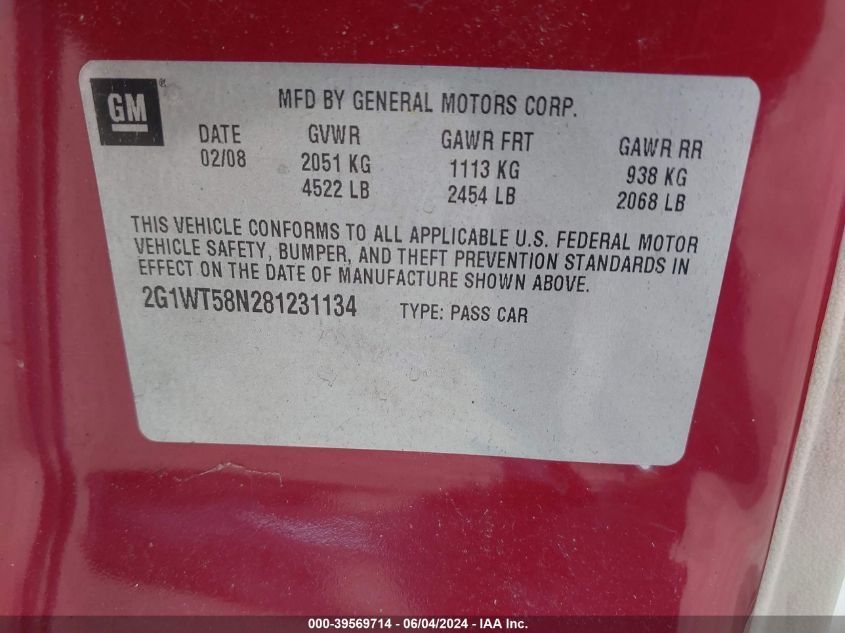 GM®
MFD BY GENERAL MOTORS CORP.
DATE GVWR GAWR FRT GAWR RR
02/08 2051 KG 1113 KG 938 KG
4522 LB 2454 LB 2068 LB
THIS VEHICLE CONFORMS TO ALL APPLICABLE U.S. FEDERAL MOTOR
VEHICLE SAFETY, BUMPER, AND THEFT PREVENTION STANDARDS IN
EFFECT ON THE DATE OF MANUFACTURE SHOWN ABOVE.
2G1WT58N281231134 TYPE: PASS CAR
000-39569714 - 06/04/2024 - IAA Inc.